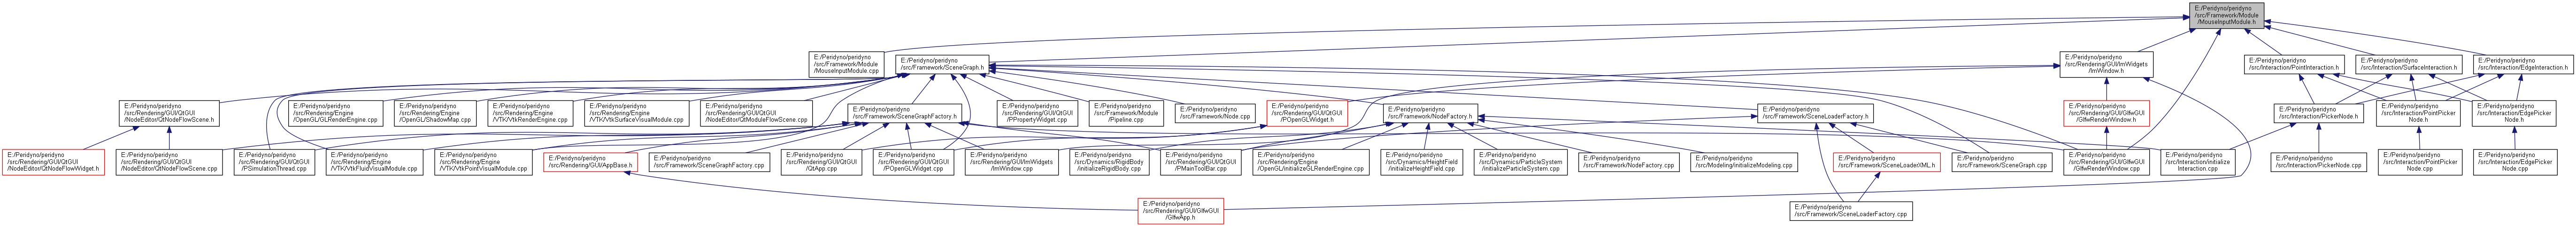 E:/Peridyno/peridyno
/src/Framework/Module
/MouseInputModule.h
E:/Peridyno/peridyno
/src/Framework/Module
/MouseInputModule.cpp
E:/Peridyno/peridyno
/src/Framework/SceneGraph.h
E:/Peridyno/peridyno
/src/Rendering/GUI/ImWidgets
/ImWindow.h
E:/Peridyno/peridyno
/src/Interaction/PointInteraction.h
E:/Peridyno/peridyno
/src/Interaction/SurfaceInteraction.h
E:/Peridyno/peridyno
/src/Interaction/EdgeInteraction.h
E:/Peridyno/peridyno
/src/Rendering/GUI/QtGUI
/NodeEditor/QtNodeFlowScene.h
E:/Peridyno/peridyno
/src/Rendering/Engine
/OpenGL/GLRenderEngine.cpp
E:/Peridyno/peridyno
/src/Rendering/Engine
/OpenGL/ShadowMap.cpp
E:/Peridyno/peridyno
/src/Rendering/Engine
/VTK/VtkRenderEngine.cpp
E:/Peridyno/peridyno
/src/Rendering/Engine
/VTK/VtkSurfaceVisualModule.cpp
E:/Peridyno/peridyno
/src/Rendering/GUI/QtGUI
/NodeEditor/QtModuleFlowScene.cpp
E:/Peridyno/peridyno
/src/Framework/SceneGraphFactory.h
E:/Peridyno/peridyno
/src/Rendering/GUI/QtGUI
/PPropertyWidget.cpp
E:/Peridyno/peridyno
/src/Framework/Module
/Pipeline.cpp
E:/Peridyno/peridyno
/src/Framework/Node.cpp
E:/Peridyno/peridyno
/src/Rendering/GUI/QtGUI
/POpenGLWidget.h
E:/Peridyno/peridyno
/src/Framework/NodeFactory.h
E:/Peridyno/peridyno
/src/Framework/SceneLoaderFactory.h
E:/Peridyno/peridyno
/src/Rendering/GUI/GlfwGUI
/GlfwRenderWindow.h
E:/Peridyno/peridyno
/src/Interaction/PickerNode.h
E:/Peridyno/peridyno
/src/Interaction/PointPicker
Node.h
E:/Peridyno/peridyno
/src/Interaction/EdgePicker
Node.h
E:/Peridyno/peridyno
/src/Rendering/GUI/QtGUI
/NodeEditor/QtNodeFlowWidget.h
E:/Peridyno/peridyno
/src/Rendering/GUI/QtGUI
/NodeEditor/QtNodeFlowScene.cpp
E:/Peridyno/peridyno
/src/Rendering/GUI/QtGUI
/PSimulationThread.cpp
E:/Peridyno/peridyno
/src/Rendering/Engine
/VTK/VtkFluidVisualModule.cpp
E:/Peridyno/peridyno
/src/Rendering/Engine
/VTK/VtkPointVisualModule.cpp
E:/Peridyno/peridyno
/src/Rendering/GUI/AppBase.h
E:/Peridyno/peridyno
/src/Framework/SceneGraphFactory.cpp
E:/Peridyno/peridyno
/src/Rendering/GUI/QtGUI
/QtApp.cpp
E:/Peridyno/peridyno
/src/Rendering/GUI/QtGUI
/POpenGLWidget.cpp
E:/Peridyno/peridyno
/src/Rendering/GUI/ImWidgets
/ImWindow.cpp
E:/Peridyno/peridyno
/src/Dynamics/RigidBody
/initializeRigidBody.cpp
E:/Peridyno/peridyno
/src/Rendering/GUI/QtGUI
/PMainToolBar.cpp
E:/Peridyno/peridyno
/src/Rendering/Engine
/OpenGL/initializeGLRenderEngine.cpp
E:/Peridyno/peridyno
/src/Dynamics/HeightField
/initializeHeightField.cpp
E:/Peridyno/peridyno
/src/Dynamics/ParticleSystem
/initializeParticleSystem.cpp
E:/Peridyno/peridyno
/src/Framework/NodeFactory.cpp
E:/Peridyno/peridyno
/src/Modeling/initializeModeling.cpp
E:/Peridyno/peridyno
/src/Framework/SceneLoaderXML.h
E:/Peridyno/peridyno
/src/Framework/SceneGraph.cpp
E:/Peridyno/peridyno
/src/Rendering/GUI/GlfwGUI
/GlfwRenderWindow.cpp
E:/Peridyno/peridyno
/src/Interaction/initialize
Interaction.cpp
E:/Peridyno/peridyno
/src/Interaction/PickerNode.cpp
E:/Peridyno/peridyno
/src/Interaction/PointPicker
Node.cpp
E:/Peridyno/peridyno
/src/Interaction/EdgePicker
Node.cpp
E:/Peridyno/peridyno
/src/Rendering/GUI/GlfwGUI
/GlfwApp.h
E:/Peridyno/peridyno
/src/Framework/SceneLoaderFactory.cpp